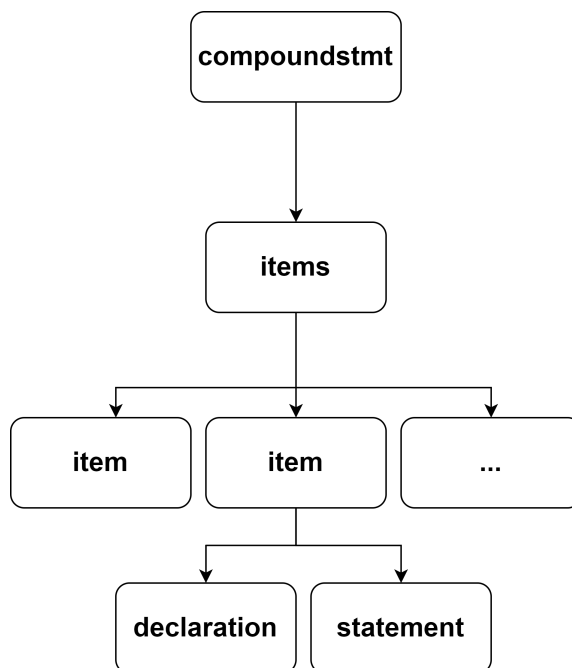 compoundstmt
items
item
item
...
declaration
statement